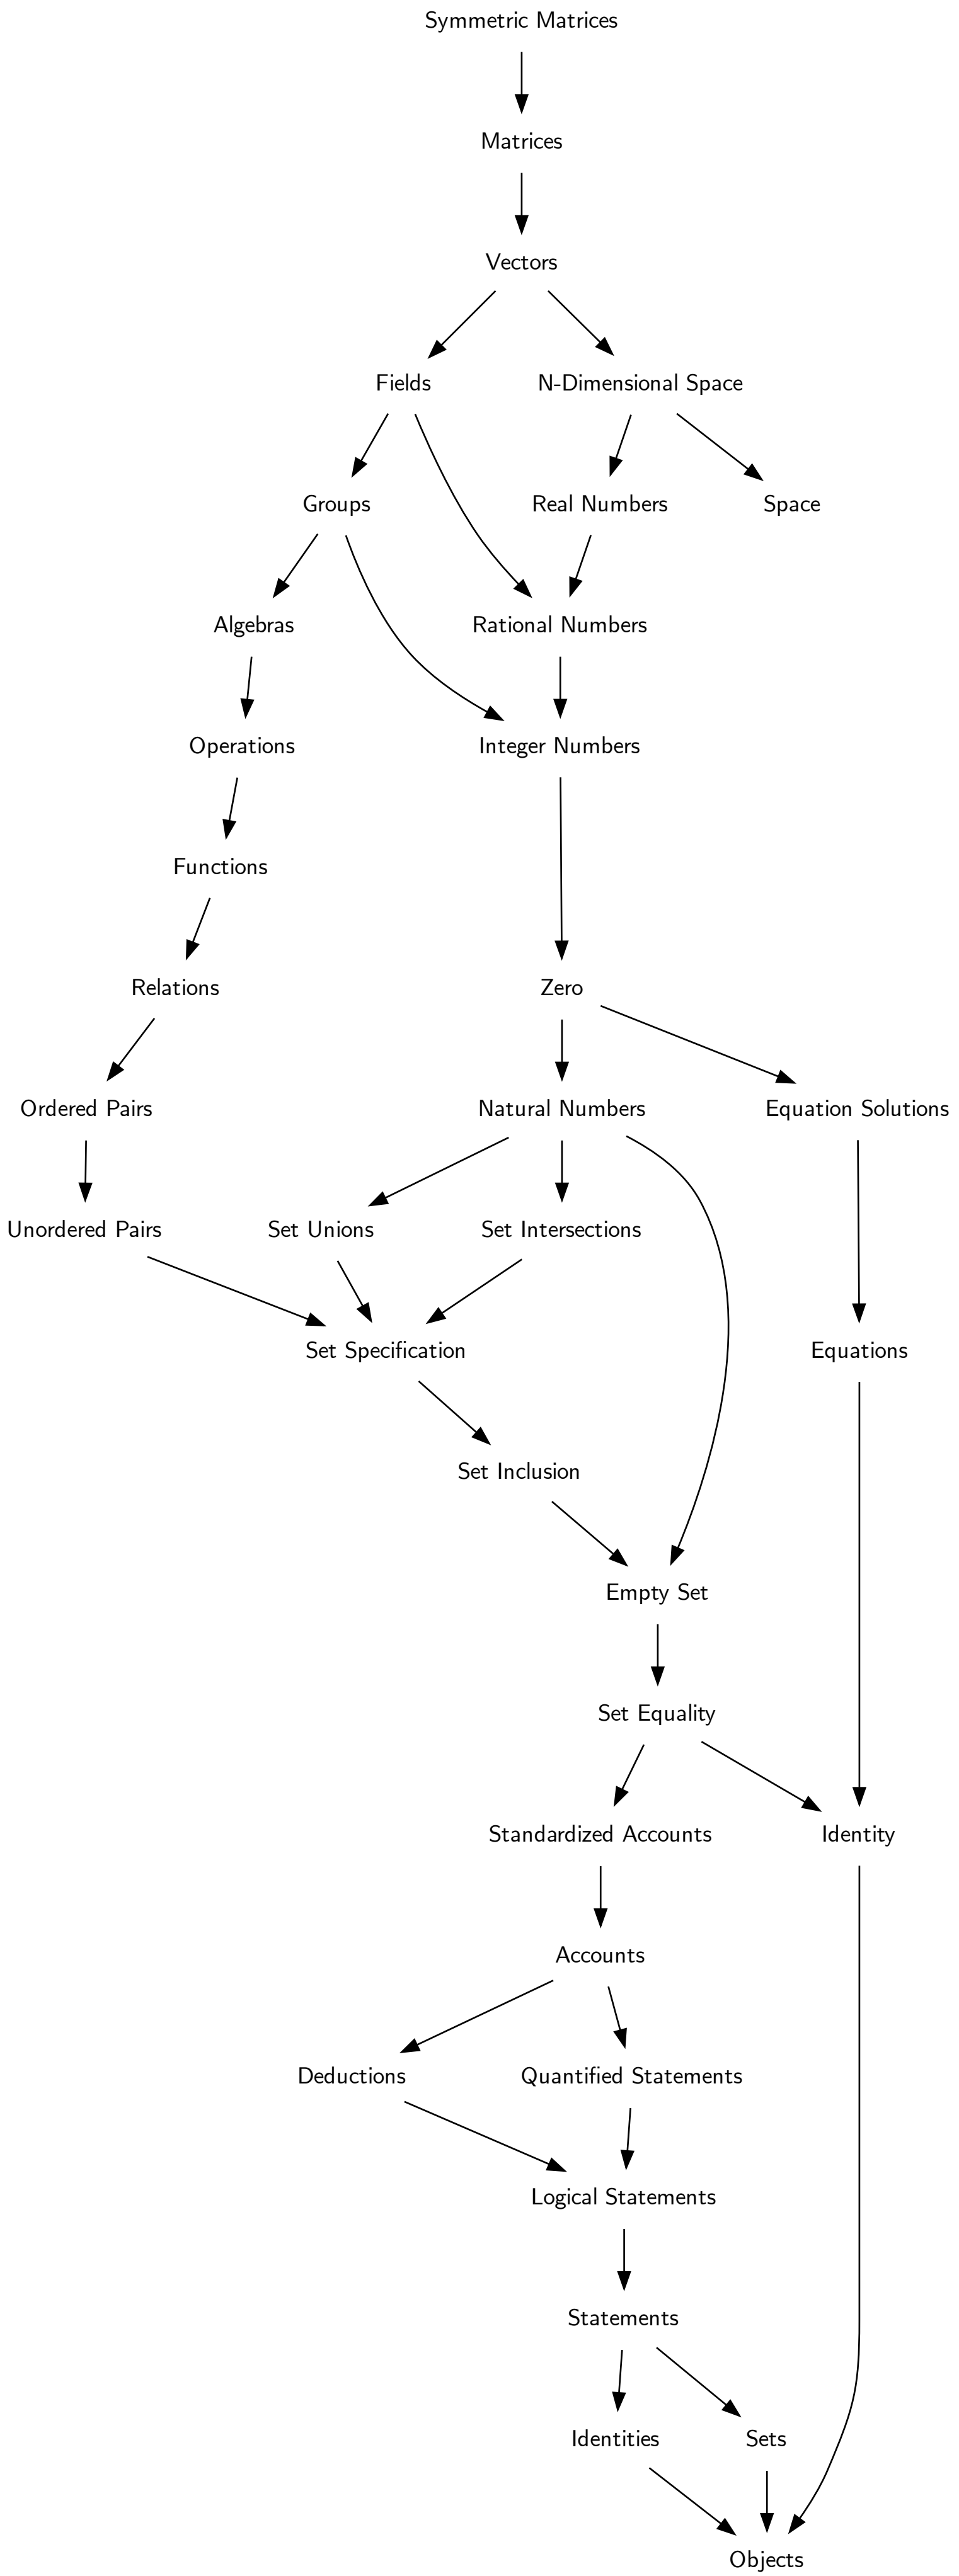 Symmetric Matrices
Matrices
Vectors
Fields
N-Dimensional Space
Groups
Real Numbers
Space
Algebras
Rational Numbers
Operations
Integer Numbers
Functions
Relations
Zero
Ordered Pairs
Natural Numbers
Equation Solutions
Unordered Pairs
Set Unions
Set Intersections
Set Specification
Equations
Set Inclusion
Empty Set
Set Equality
Standardized Accounts
Identity
Accounts
Deductions
Quantified Statements
Logical Statements
Statements
Identities
Sets
Objects